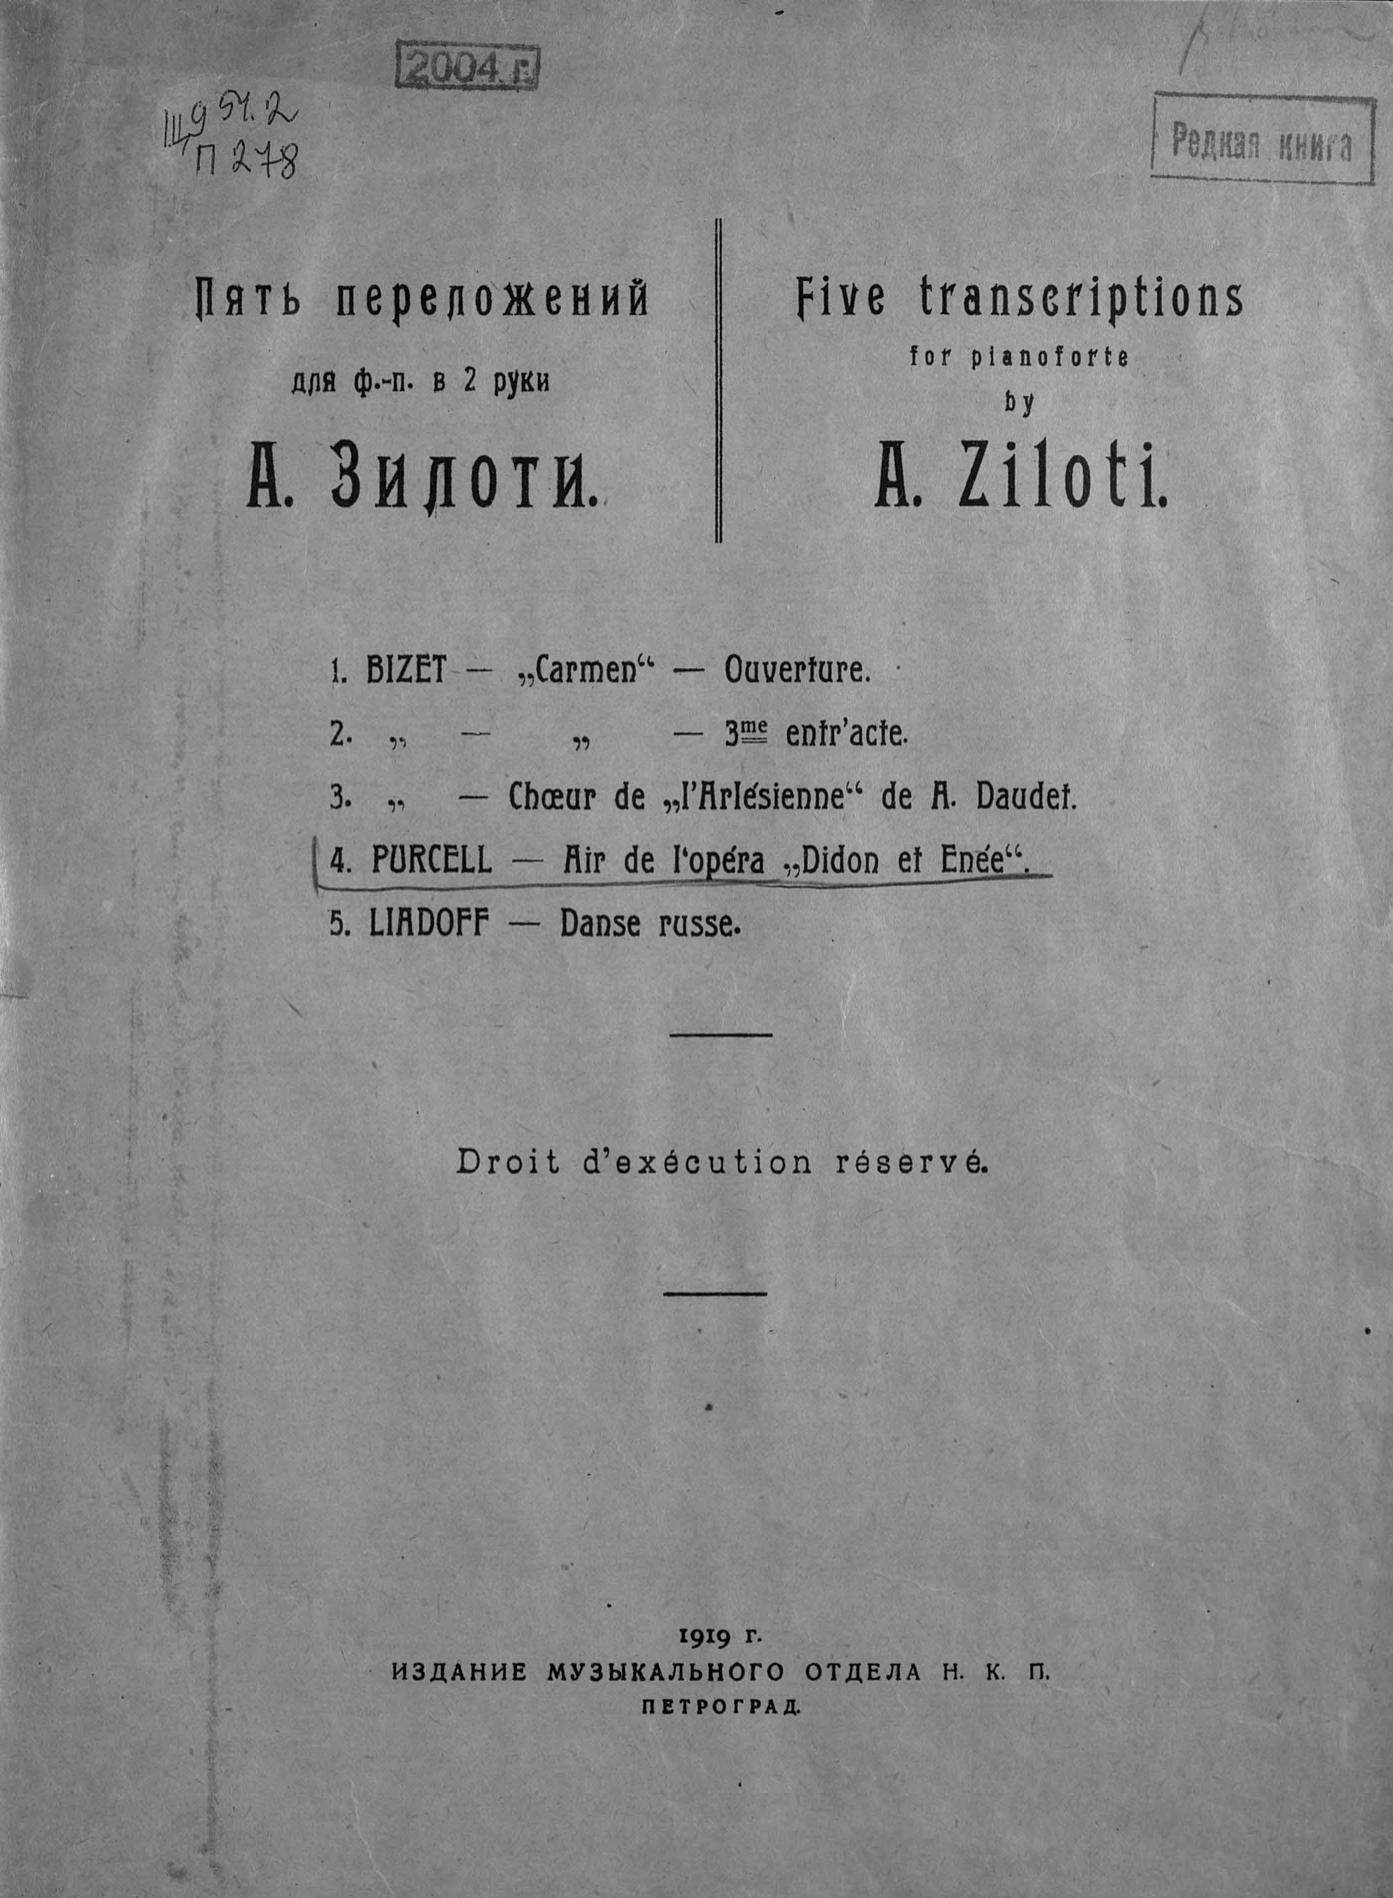 2004 г.
Щ9 54.2
П 278
Редкая книга
Пять переложений
для ф.-п. в 2 руки
А. Зилоти.
Five transcriptions
for pianoforte
by
A. Ziloti.
1. BIZET — „Carmen“ — Ouverture.
2. „ — „ — 3me entr’acte.
3. „ — Chœur de „l’Arlésienne“ de A. Daudet.
4. PURCELL — Air de l‘opéra „Didon et Enée“.
5. LIADOFF — Danse russe.
Droit d’exécution réservé.
1919 г.
ИЗДАНИЕ МУЗЫКАЛЬНОГО ОТДЕЛА Н. К. П.
ПЕТРОГРАД.